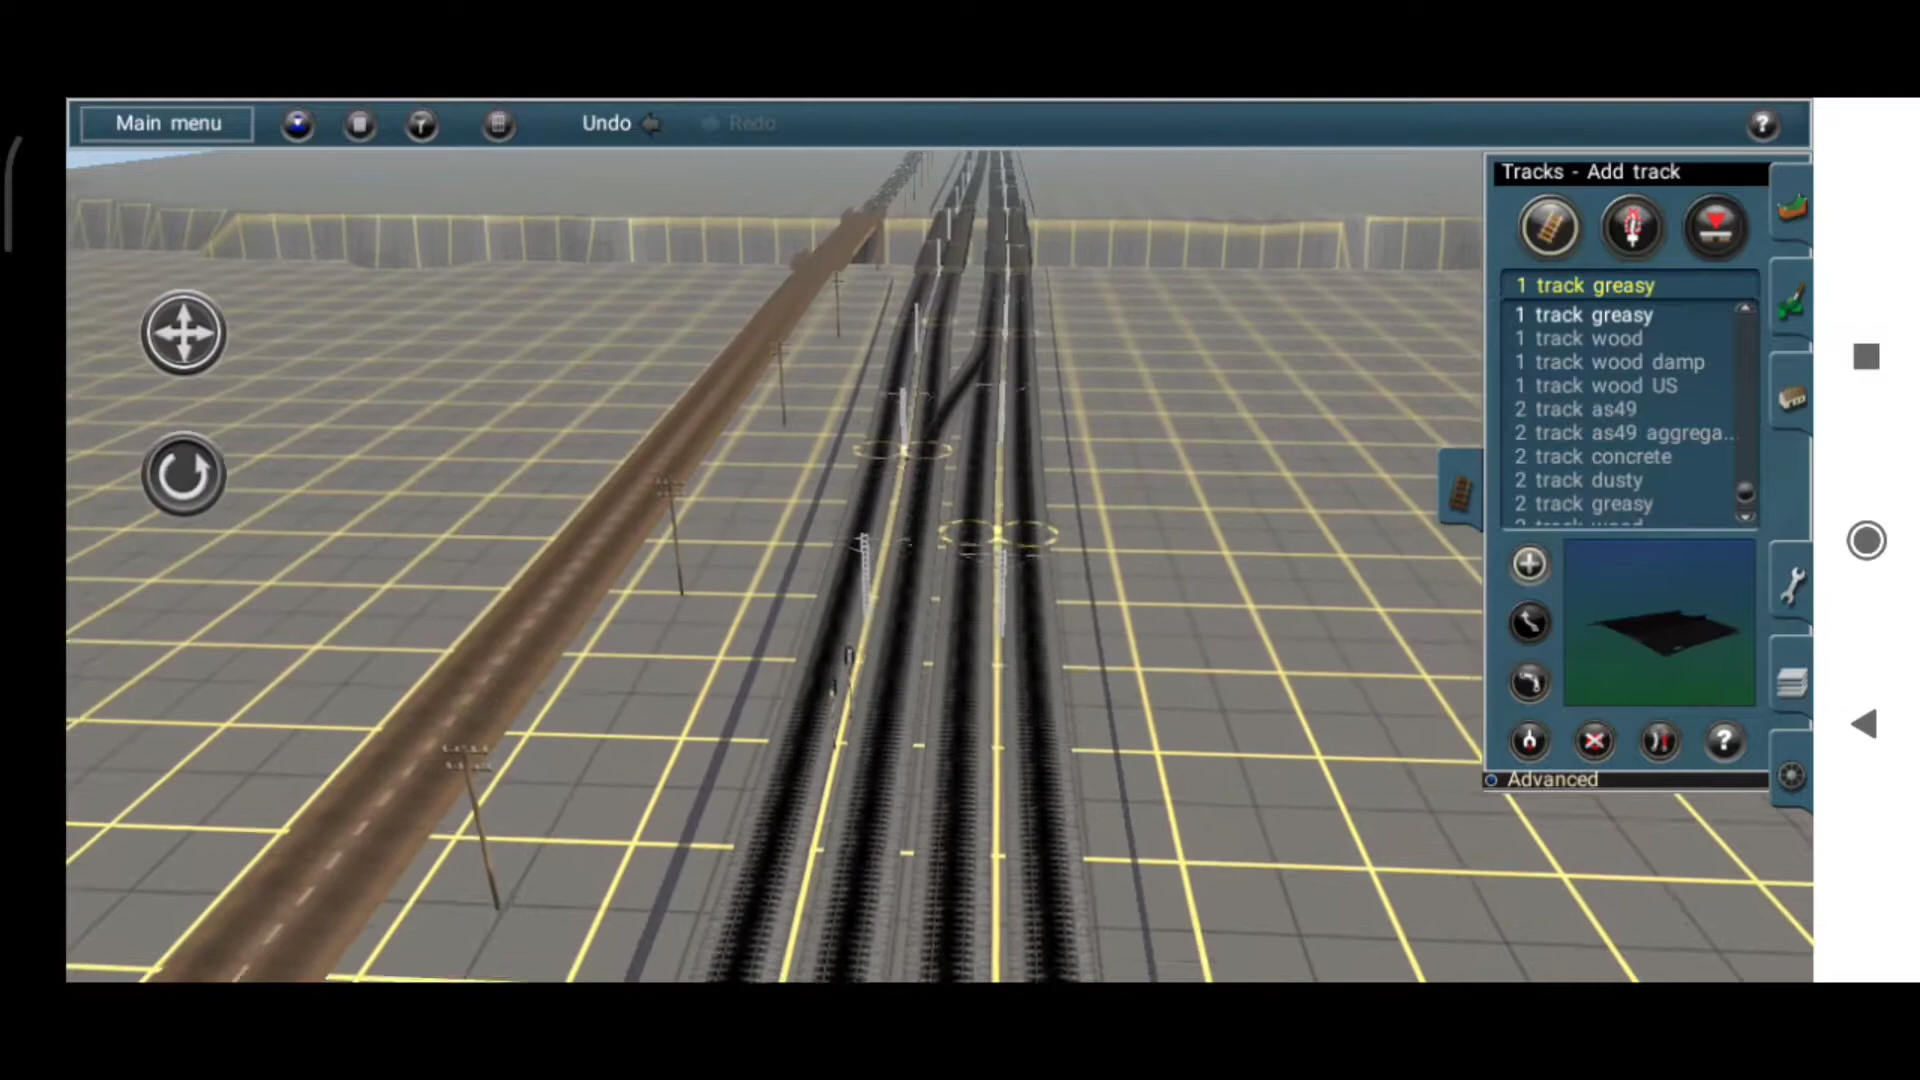 Main menu
Undo
Redo
?
Tracks - Add track
1 track greasy
1 track greasy
1 track wood
1 track wood damp
1 track wood US
2 track as49
2 track as49 aggrega...
2 track concrete
2 track dusty
2 track greasy
?
Advanced